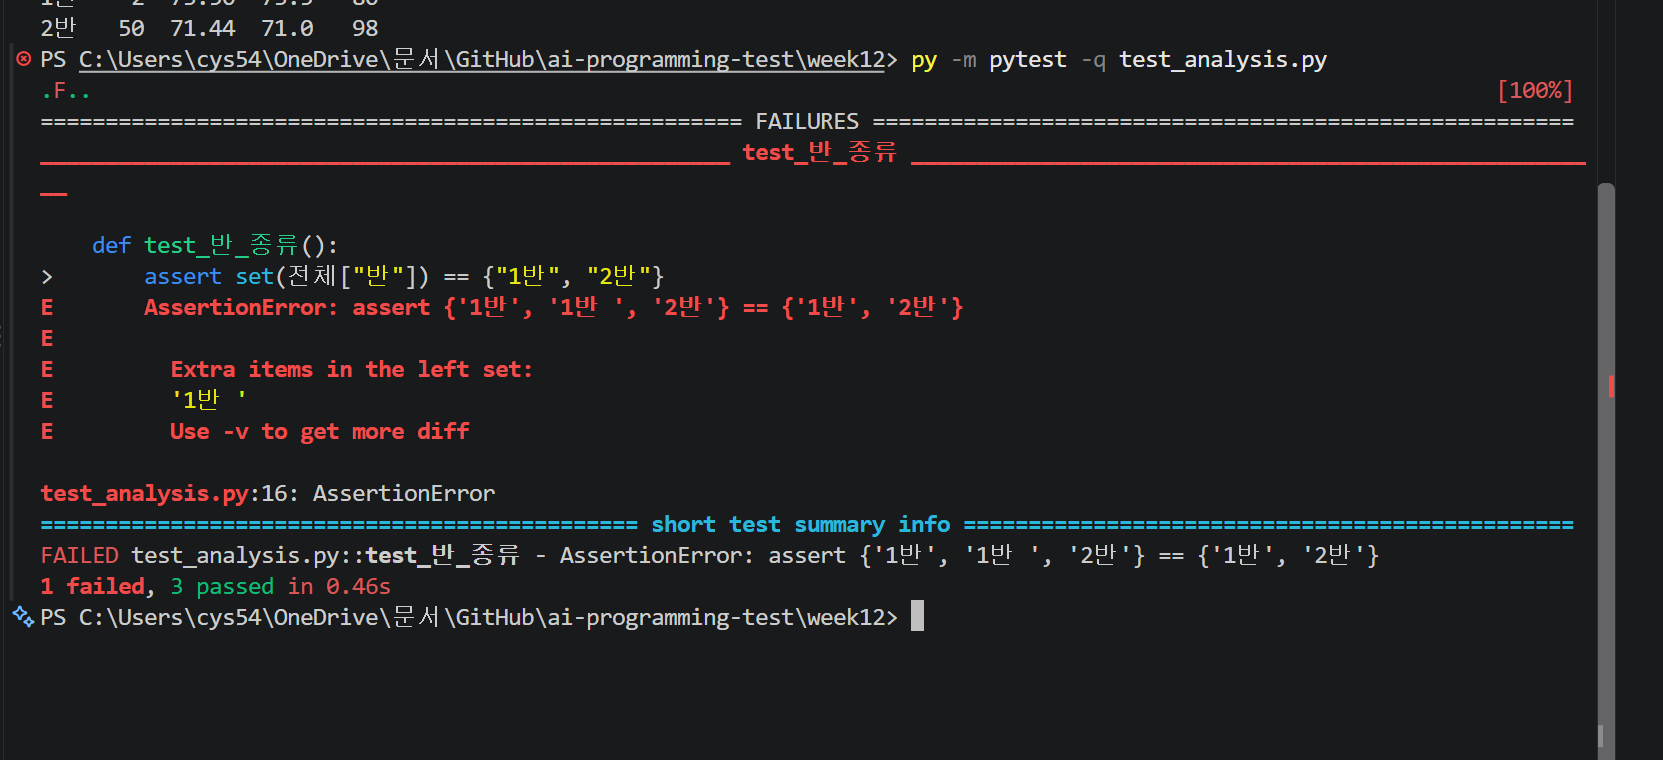 2반   50  71.44  71.0   98
PS C:\Users\cys54\OneDrive\문서\GitHub\ai-programming-test\week12> py -m pytest -q test_analysis.py
.F..                                                                 [100%]
====================================================== FAILURES ======================================================
_____________________________________________________ test_반_종류 ____________________________________________________
__
def test_반_종류():
>       assert set(전체["반"]) == {"1반", "2반"}
E       AssertionError: assert {'1반', '1반 ', '2반'} == {'1반', '2반'}
E
E         Extra items in the left set:
E         '1반 '
E         Use -v to get more diff
test_analysis.py:16: AssertionError
============================================== short test summary info ===============================================
FAILED test_analysis.py::test_반_종류 - AssertionError: assert {'1반', '1반 ', '2반'} == {'1반', '2반'}
1 failed, 3 passed in 0.46s
PS C:\Users\cys54\OneDrive\문서\GitHub\ai-programming-test\week12>